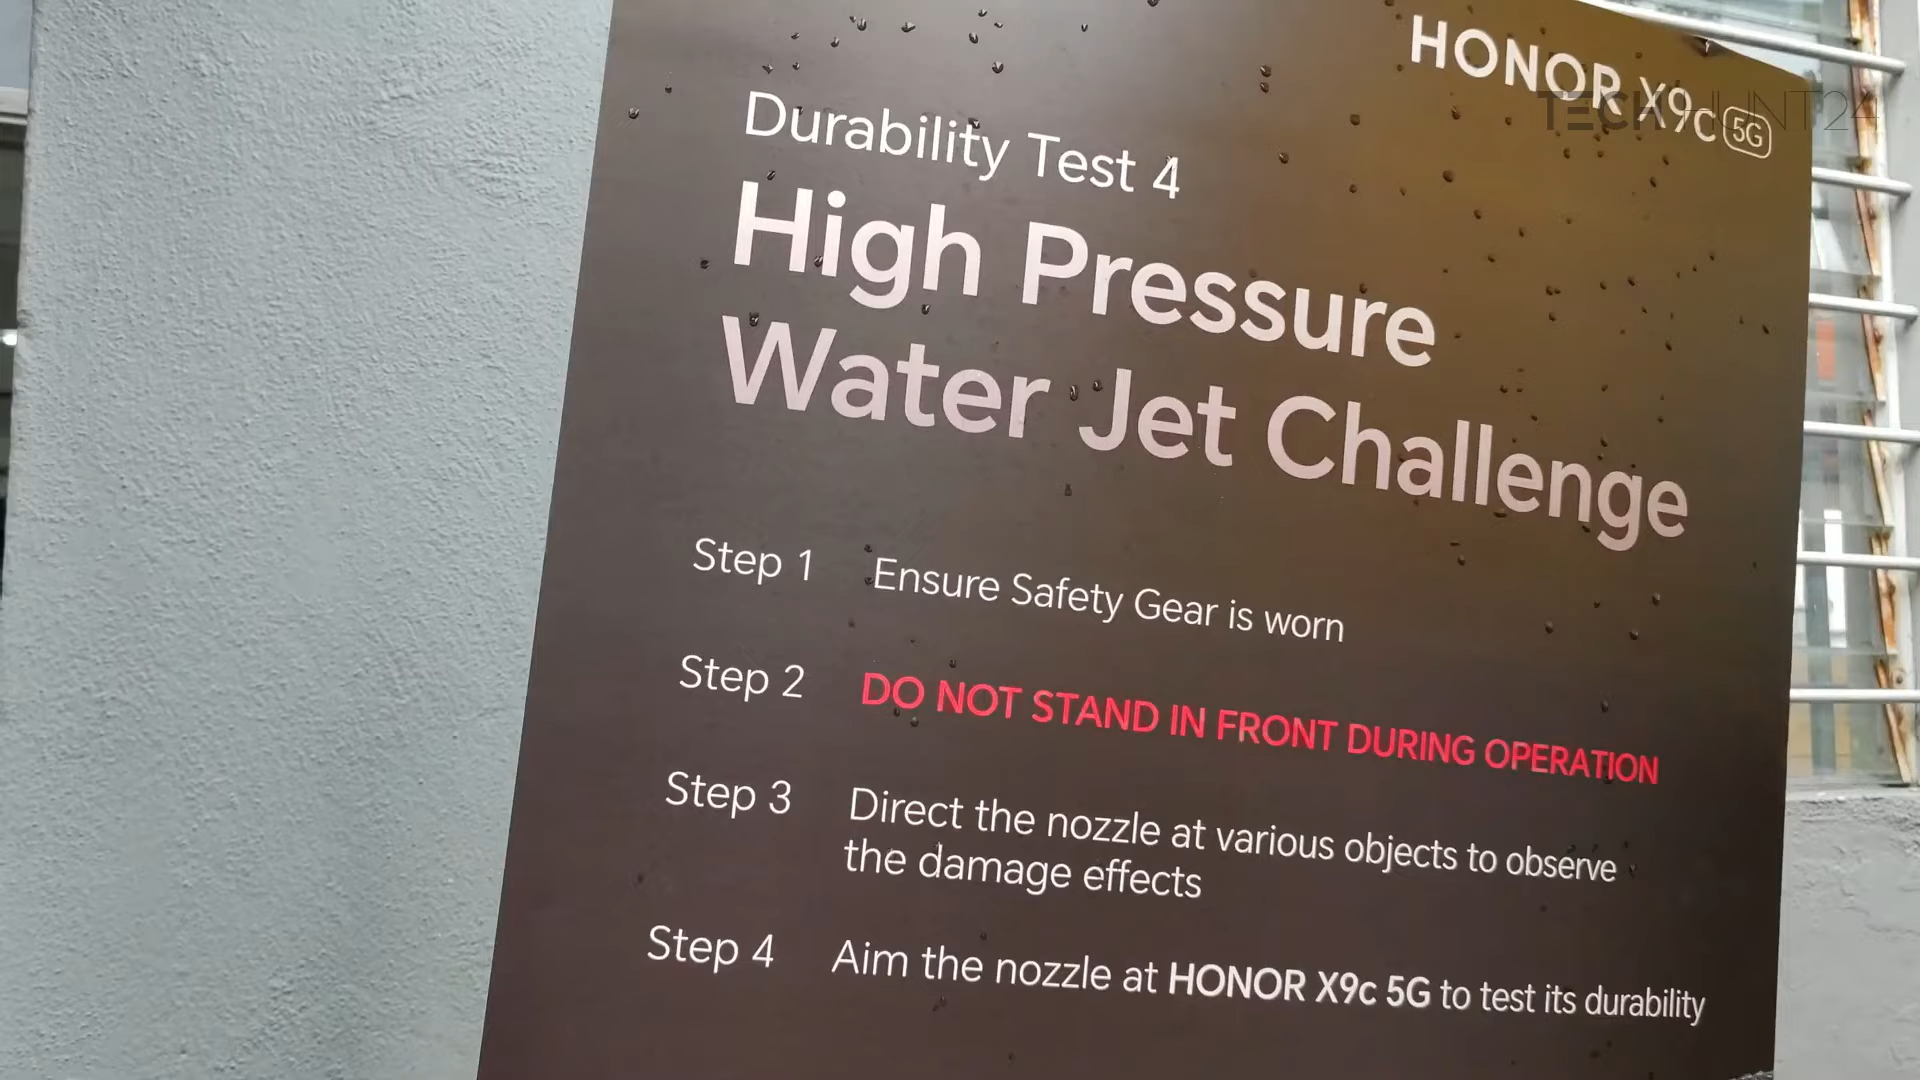 HONOR X9c 5G
TECH HUNT24
Durability Test 4
High Pressure
Water Jet Challenge
Step 1 Ensure Safety Gear is worn
Step 2 DO NOT STAND IN FRONT DURING OPERATION
Step 3 Direct the nozzle at various objects to observe
the damage effects
Step 4 Aim the nozzle at HONOR X9c 5G to test its durability